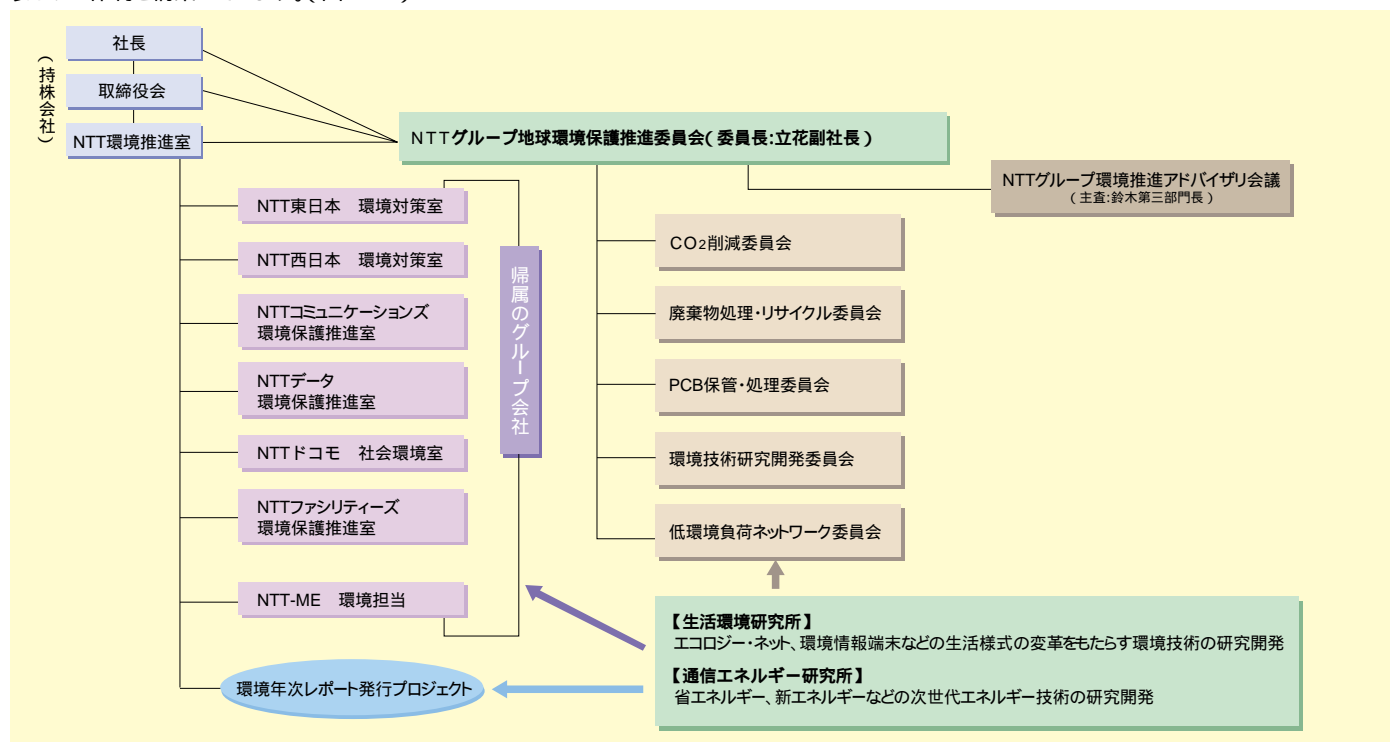 (持株会社)
社長
取締役会
NTT環境推進室
NTTグループ地球環境保護推進委員会(委員長:立花副社長)
NTTグループ環境推進アドバイザリ会議
(主査:鈴木第三部門長)
NTT東日本 環境対策室
NTT西日本 環境対策室
NTTコミュニケーションズ
環境保護推進室
NTTデータ
環境保護推進室
NTTドコモ 社会環境室
NTTファシリティーズ
環境保護推進室
NTT-ME 環境担当
環境年次レポート発行プロジェクト
帰属のグループ会社
CO2削減委員会
廃棄物処理・リサイクル委員会
PCB保管・処理委員会
環境技術研究開発委員会
低環境負荷ネットワーク委員会
【生活環境研究所】
エコロジー・ネット、環境情報端末などの生活様式の変革をもたらす環境技術の研究開発
【通信エネルギー研究所】
省エネルギー、新エネルギーなどの次世代エネルギー技術の研究開発